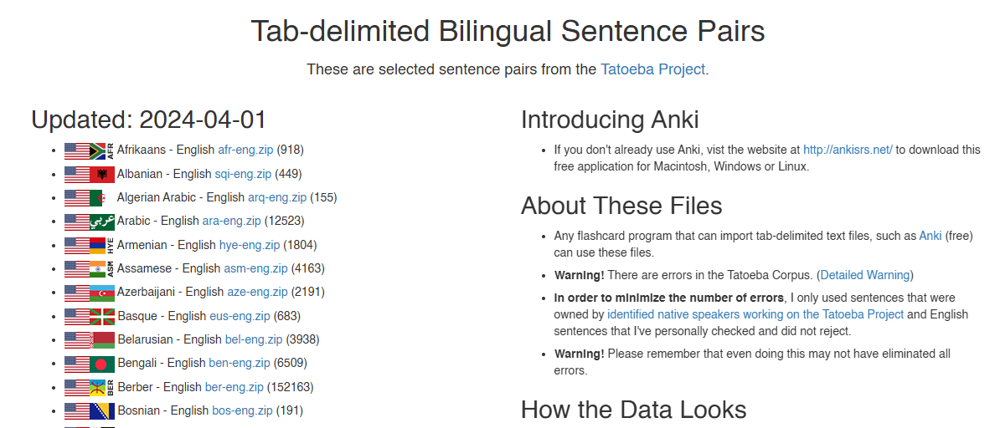 Tab-delimited Bilingual Sentence Pairs
These are selected sentence pairs from the Tatoeba Project.
Updated: 2024-04-01
AFR Afrikaans - English afr-eng.zip (918)
Albanian - English sqi-eng.zip (449)
Algerian Arabic - English arq-eng.zip (155)
عربي Arabic - English ara-eng.zip (12523)
HYE Armenian - English hye-eng.zip (1804)
ASM Assamese - English asm-eng.zip (4163)
Azerbaijani - English aze-eng.zip (2191)
Basque - English eus-eng.zip (683)
Belarusian - English bel-eng.zip (3938)
Bengali - English ben-eng.zip (6509)
BER Berber - English ber-eng.zip (152163)
Bosnian - English bos-eng.zip (191)
Introducing Anki
If you don't already use Anki, vist the website at http://ankisrs.net/ to download this
free application for Macintosh, Windows or Linux.
About These Files
Any flashcard program that can import tab-delimited text files, such as Anki (free)
can use these files.
Warning! There are errors in the Tatoeba Corpus. (Detailed Warning)
In order to minimize the number of errors, I only used sentences that were
owned by identified native speakers working on the Tatoeba Project and English
sentences that I've personally checked and did not reject.
Warning! Please remember that even doing this may not have eliminated all
errors.
How the Data Looks